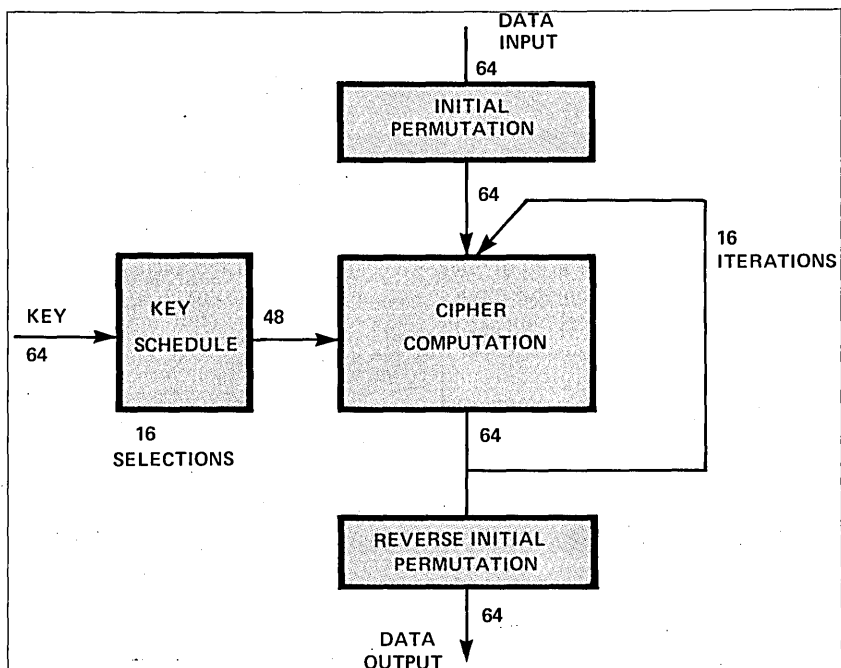 DATA
INPUT
64
INITIAL
PERMUTATION
64
16
ITERATIONS
KEY
64
KEY
SCHEDULE
48
CIPHER
COMPUTATION
16
SELECTIONS
64
REVERSE INITIAL
PERMUTATION
64
DATA
OUTPUT